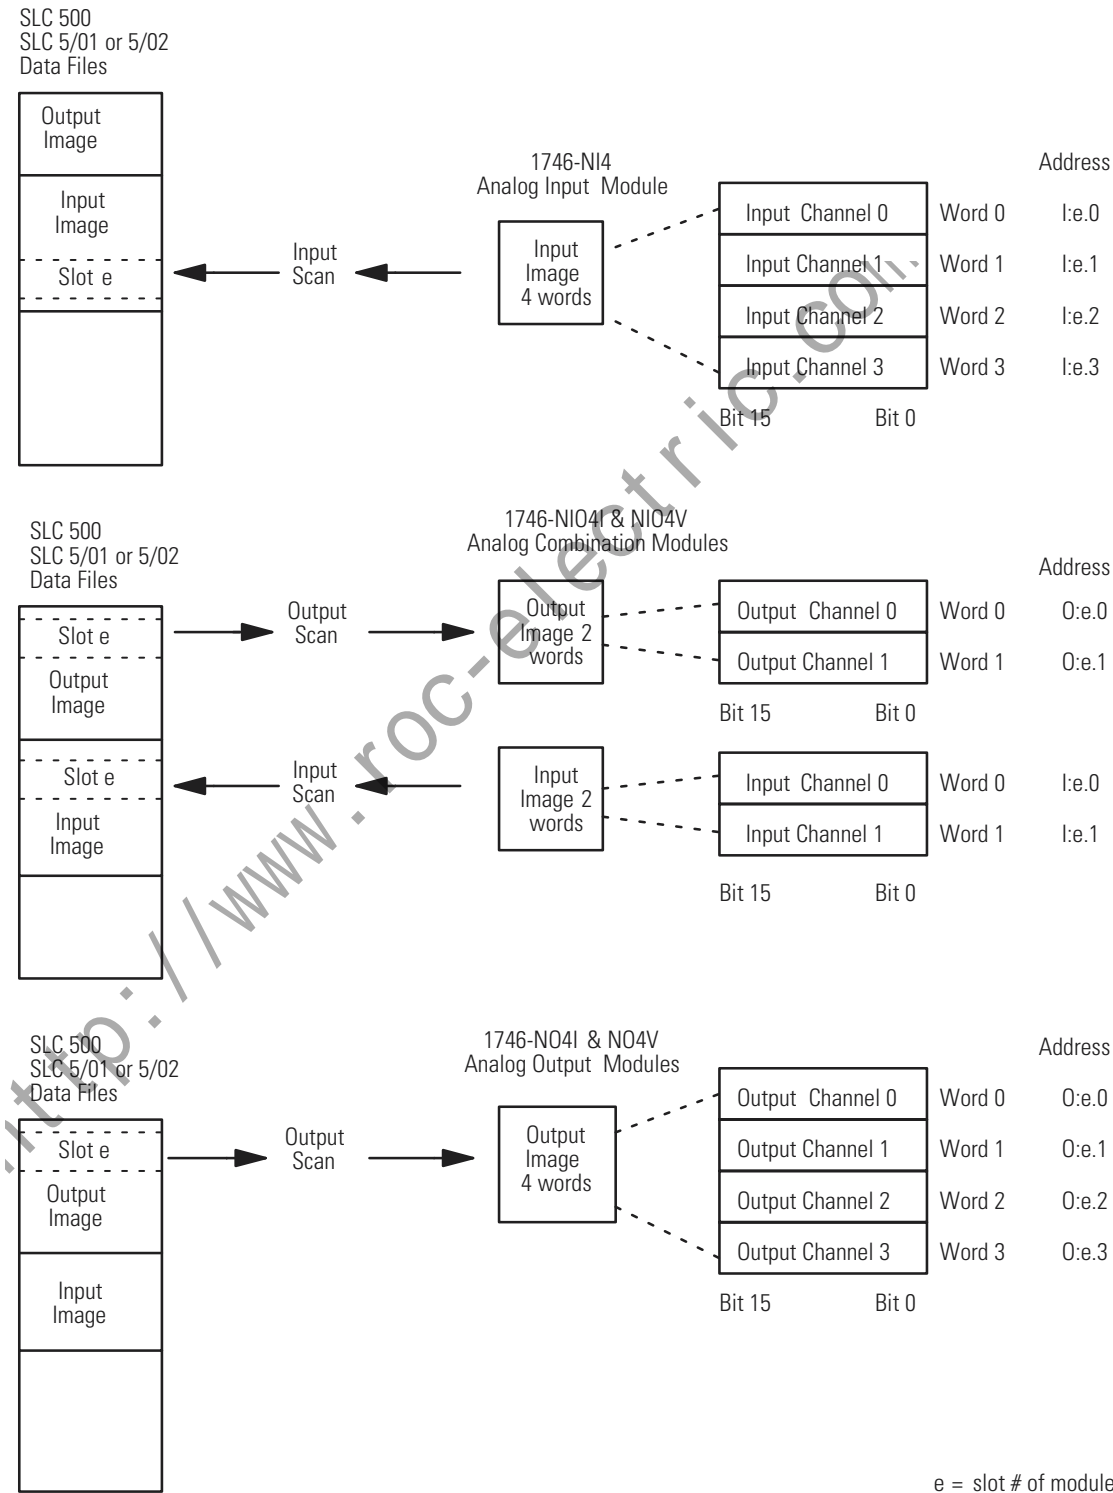 SLC 500
SLC 5/01 or 5/02
Data Files
Output
Image
Input
Image
Slot e
Input
Scan
1746-NI4
Analog Input Module
Input
Image
4 words
Address
Input Channel 0 Word 0 I:e.0
Input Channel 1 Word 1 I:e.1
Input Channel 2 Word 2 I:e.2
Input Channel 3 Word 3 I:e.3
Bit 15 Bit 0
SLC 500
SLC 5/01 or 5/02
Data Files
Slot e
Output
Image
Slot e
Input
Image
Output
Scan
Input
Scan
1746-NIO4I & NIO4V
Analog Combination Modules
Output
Image 2
words
Address
Output Channel 0 Word 0 O:e.0
Output Channel 1 Word 1 O:e.1
Bit 15 Bit 0
Input
Image 2
words
Input Channel 0 Word 0 I:e.0
Input Channel 1 Word 1 I:e.1
Bit 15 Bit 0
SLC 500
SLC 5/01 or 5/02
Data Files
Slot e
Output
Image
Input
Image
Output
Scan
1746-NO4I & NO4V
Analog Output Modules
Output
Image
4 words
Address
Output Channel 0 Word 0 O:e.0
Output Channel 1 Word 1 O:e.1
Output Channel 2 Word 2 O:e.2
Output Channel 3 Word 3 O:e.3
Bit 15 Bit 0
e = slot # of module
http://www.roc-electric.com